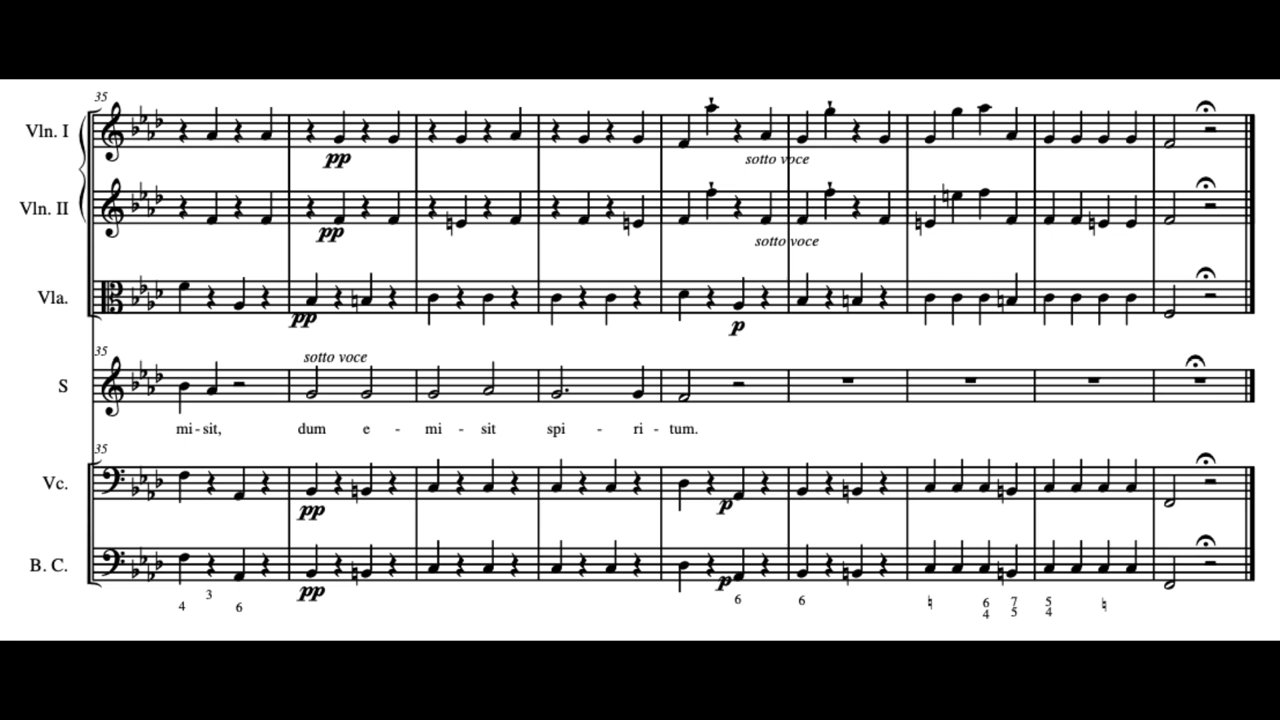 35
Vln. I
pp
sotto voce
Vln. II
pp
sotto voce
Vla.
pp
p
35
sotto voce
S
mi - sit, dum e - mi - sit spi - ri - tum.
35
Vc.
pp
p
B. C.
pp
p
4 3 6 6 6 ♮ 6 7 5 ♮
4 5 4